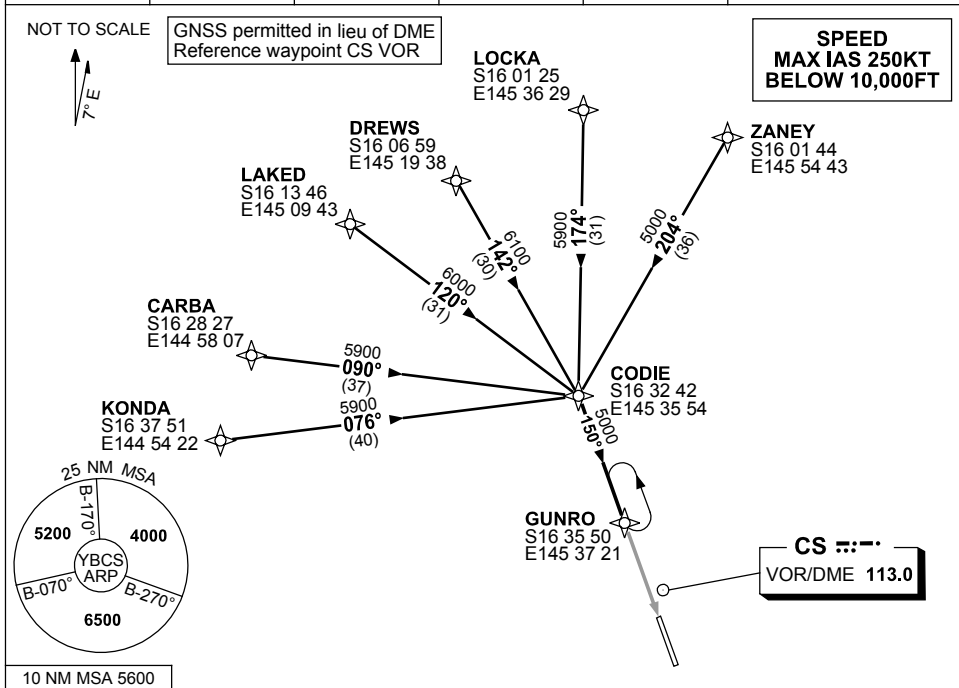 NOT TO SCALE
7° E
GNSS permitted in lieu of DME
Reference waypoint CS VOR
SPEED
MAX IAS 250KT
BELOW 10,000FT
LOCKA
S16 01 25
E145 36 29
ZANEY
S16 01 44
E145 54 43
DREWS
S16 06 59
E145 19 38
LAKED
S16 13 46
E145 09 43
CARBA
S16 28 27
E144 58 07
KONDA
S16 37 51
E144 54 22
5900
174°
(31)
5000
204°
(36)
6100
142°
(30)
6000
120°
(31)
5900
090°
(37)
5900
076°
(40)
CODIE
S16 32 42
E145 35 54
5000
150°
GUNRO
S16 35 50
E145 37 21
CS
VOR/DME 113.0
25 NM MSA
B-170°
5200
4000
YBCS
ARP
B-070°
B-270°
6500
10 NM MSA 5600